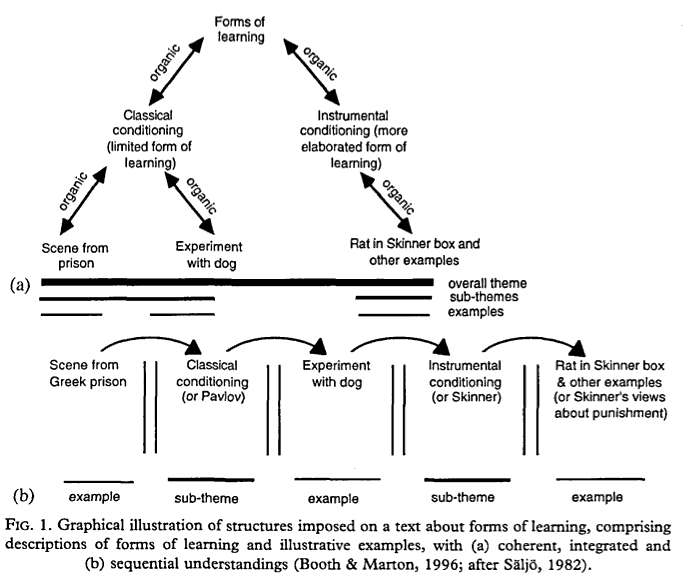 Forms of
learning
organic
organic
Classical
conditioning
(limited form of
learning)
Instrumental
conditioning (more
elaborated form of
learning)
organic
organic
organic
Scene from
prison
Experiment
with dog
Rat in Skinner box and
other examples
(a)
overall theme
sub-themes
examples
Scene from
Greek prison
Classical
conditioning
(or Pavlov)
Experiment
with dog
Instrumental
conditioning
(or Skinner)
Rat in Skinner box
& other examples
(or Skinner's views
about punishment)
(b)
example
sub-theme
example
sub-theme
example
FIG. 1. Graphical illustration of structures imposed on a text about forms of learning, comprising
descriptions of forms of learning and illustrative examples, with (a) coherent, integrated and
(b) sequential understandings (Booth & Marton, 1996; after Säljö, 1982).